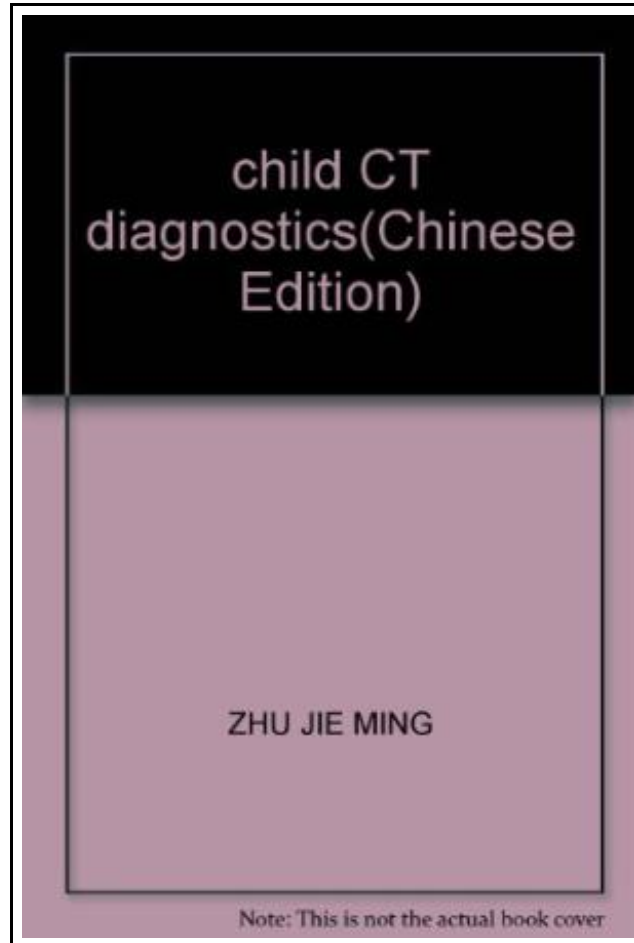 child CT
diagnostics(Chinese
Edition)
ZHU JIE MING
Note: This is not the actual book cover